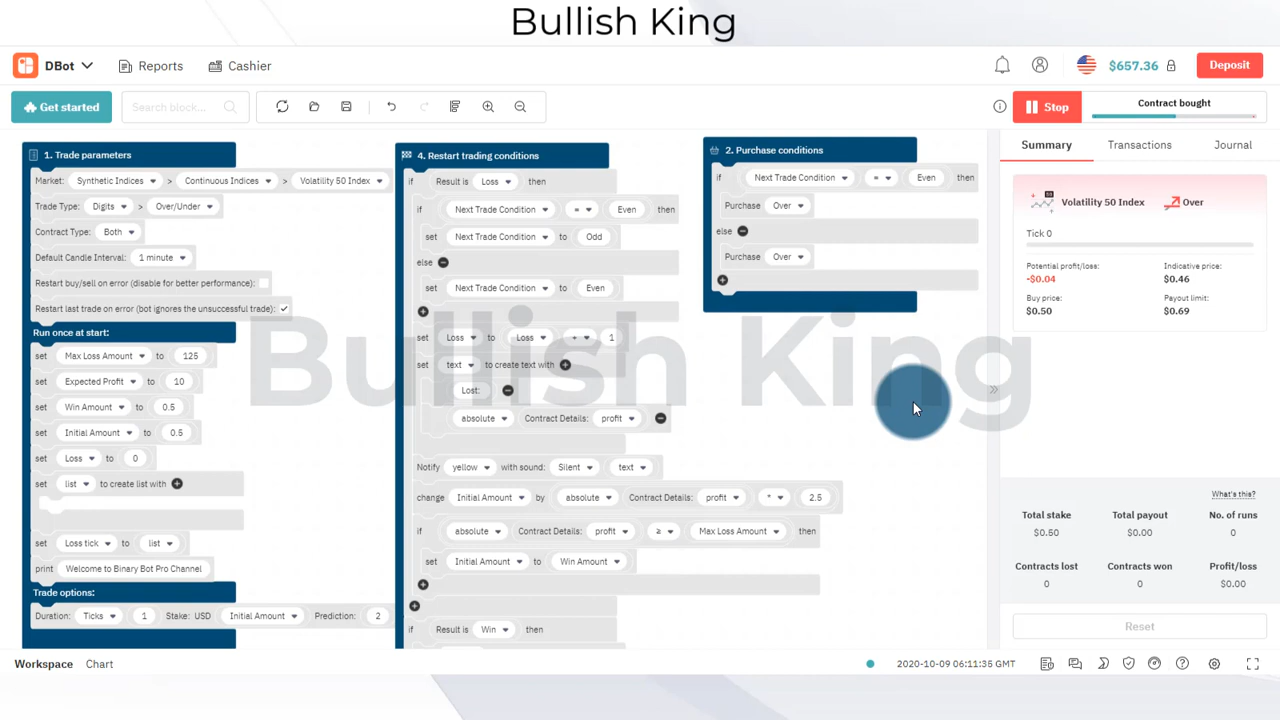 Bullish King
DBot Reports Cashier $657.36 Deposit
Get started Search block... Stop Contract bought
Summary Transactions Journal
1. Trade parameters
Market: Synthetic Indices > Continuous Indices > Volatility 50 Index
Trade Type: Digits > Over/Under
Contract Type: Both
Default Candle Interval: 1 minute
Restart buy/sell on error (disable for better performance):
Restart last trade on error (bot ignores the unsuccessful trade):
Run once at start:
set Max Loss Amount to 125
set Expected Profit to 10
set Win Amount to 0.5
set Initial Amount to 0.5
set Loss to 0
set list to create list with
set Loss tick to list
print Welcome to Binary Bot Pro Channel
Trade options:
Duration: Ticks 1 Stake: USD Initial Amount Prediction: 2
4. Restart trading conditions
if Result is Loss then
if Next Trade Condition = Even then
set Next Trade Condition to Odd
else
set Next Trade Condition to Even
set Loss to Loss + 1
set text to create text with
Lost:
absolute Contract Details: profit
Notify yellow with sound: Silent text
change Initial Amount by absolute Contract Details: profit * 2.5
if absolute Contract Details: profit ≥ Max Loss Amount then
set Initial Amount to Win Amount
if Result is Win then
2. Purchase conditions
if Next Trade Condition = Even then
Purchase Over
else
Purchase Over
Bullish King
Volatility 50 Index Over
Tick 0
Potential profit/loss: Indicative price:
-$0.04 $0.46
Buy price: Payout limit:
$0.50 $0.69
What's this?
Total stake Total payout No. of runs
$0.50 $0.00 0
Contracts lost Contracts won Profit/loss
0 0 $0.00
Reset
Workspace Chart 2020-10-09 06:11:35 GMT